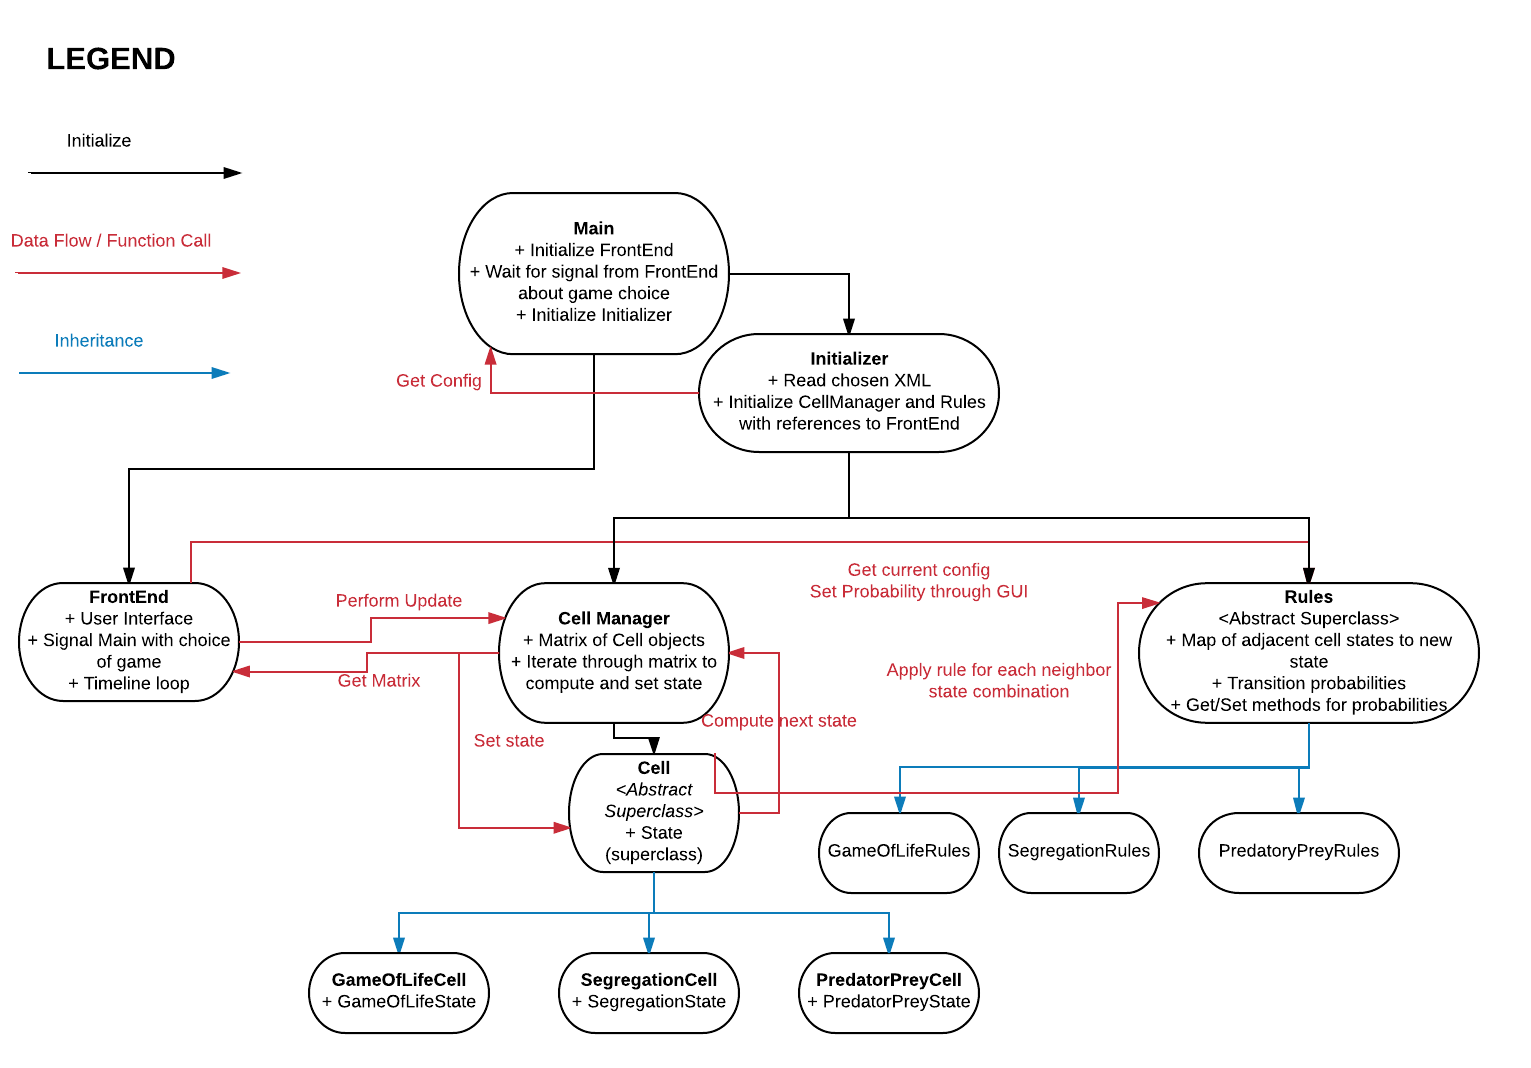 LEGEND
Initialize
Data Flow / Function Call
Inheritance
Main
+ Initialize FrontEnd
+ Wait for signal from FrontEnd
about game choice
+ Initialize Initializer
Initializer
+ Read chosen XML
+ Initialize CellManager and Rules
with references to FrontEnd
Get Config
Get current config
Set Probability through GUI
FrontEnd
+ User Interface
+ Signal Main with choice
of game
+ Timeline loop
Perform Update
Get Matrix
Cell Manager
+ Matrix of Cell objects
+ Iterate through matrix to
compute and set state
Apply rule for each neighbor
state combination
Rules
<Abstract Superclass>
+ Map of adjacent cell states to new
state
+ Transition probabilities
+ Get/Set methods for probabilities
Set state
Compute next state
Cell
<Abstract
Superclass>
+ State
(superclass)
GameOfLifeRules
SegregationRules
PredatoryPreyRules
GameOfLifeCell
+ GameOfLifeState
SegregationCell
+ SegregationState
PredatorPreyCell
+ PredatorPreyState